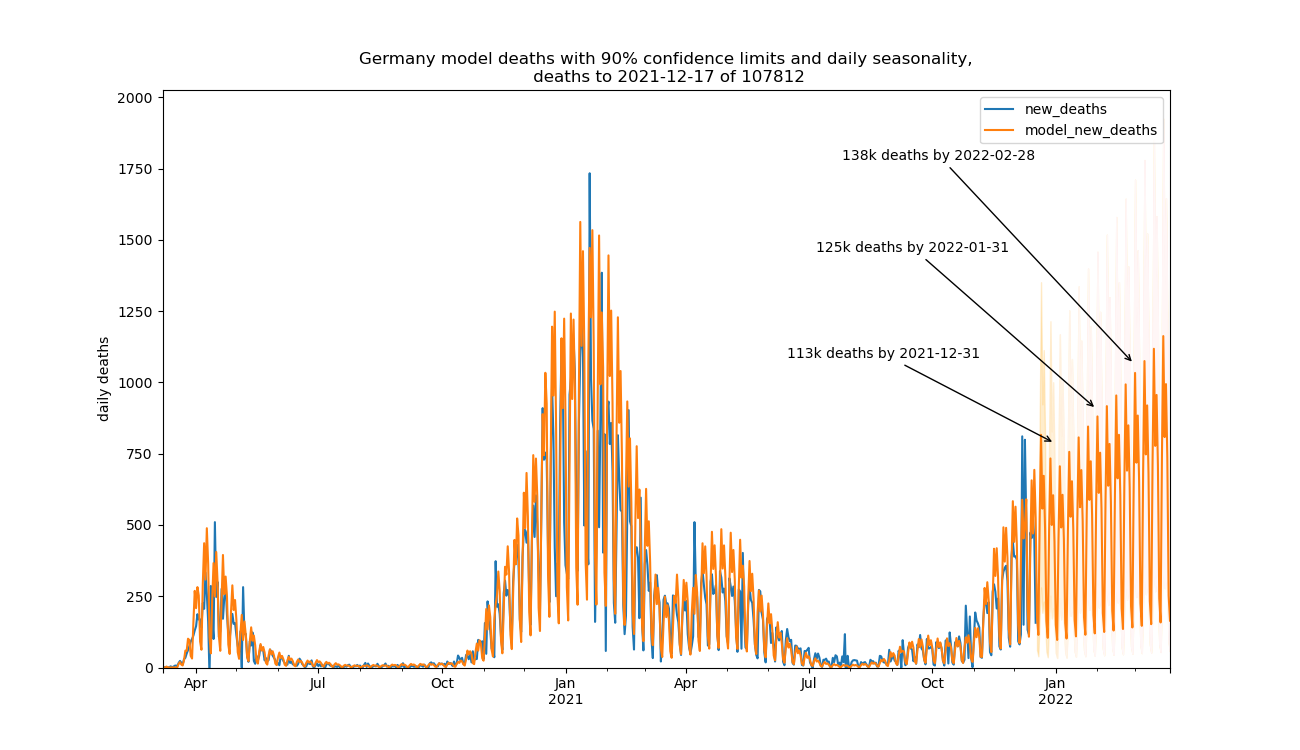 Germany model deaths with 90% confidence limits and daily seasonality,
deaths to 2021-12-17 of 107812
new_deaths
model_new_deaths
138k deaths by 2022-02-28
125k deaths by 2022-01-31
113k deaths by 2021-12-31
daily deaths
2000
1750
1500
1250
1000
750
500
250
0
Apr
Jul
Oct
Jan
2021
Apr
Jul
Oct
Jan
2022